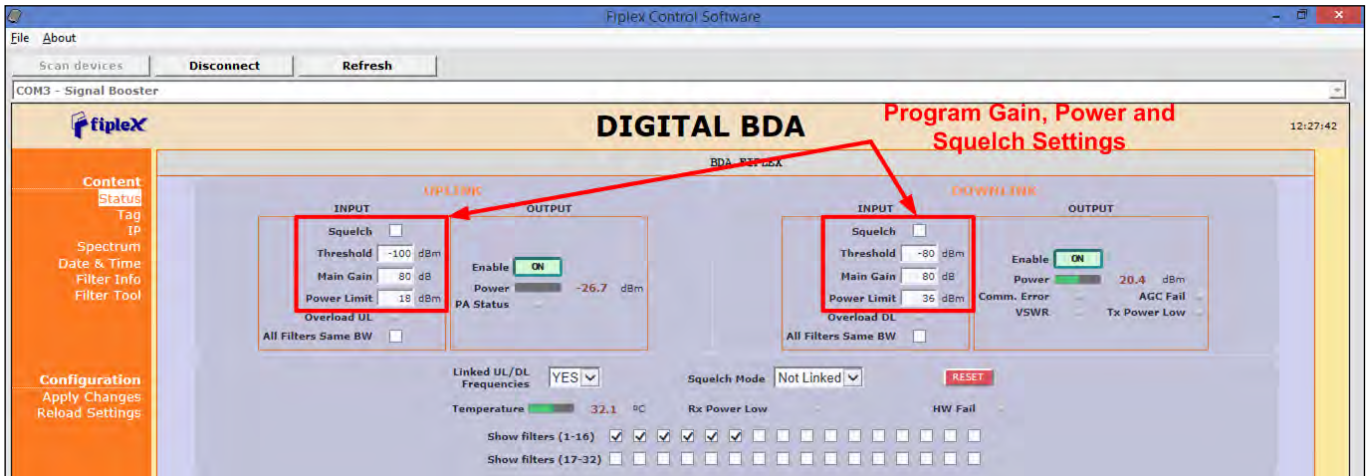 Fiplex Control Software
File About
Scan devices Disconnect Refresh
COM3 - Signal Booster
fipleX
DIGITAL BDA
Program Gain, Power and
Squelch Settings
12:27:42
BDA FIPLEX
Content
Status
Tag
IP
Spectrum
Date & Time
Filter Info
Filter Tool
Configuration
Apply Changes
Reload Settings
UPLINK
INPUT OUTPUT
Squelch
Threshold -100 dBm
Main Gain 80 dB
Power Limit 18 dBm
Overload UL -
All Filters Same BW
Enable ON
Power -26.7 dBm
PA Status -
DOWNLINK
INPUT OUTPUT
Squelch
Threshold -80 dBm
Main Gain 80 dB
Power Limit 36 dBm
Overload DL -
All Filters Same BW
Enable ON
Power 20.4 dBm
Comm. Error - AGC Fail -
VSWR - Tx Power Low -
Linked UL/DL
Frequencies YES
Squelch Mode Not Linked
RESET
Temperature 32.1 ºC Rx Power Low - HW Fail -
Show filters (1-16)
Show filters (17-32)